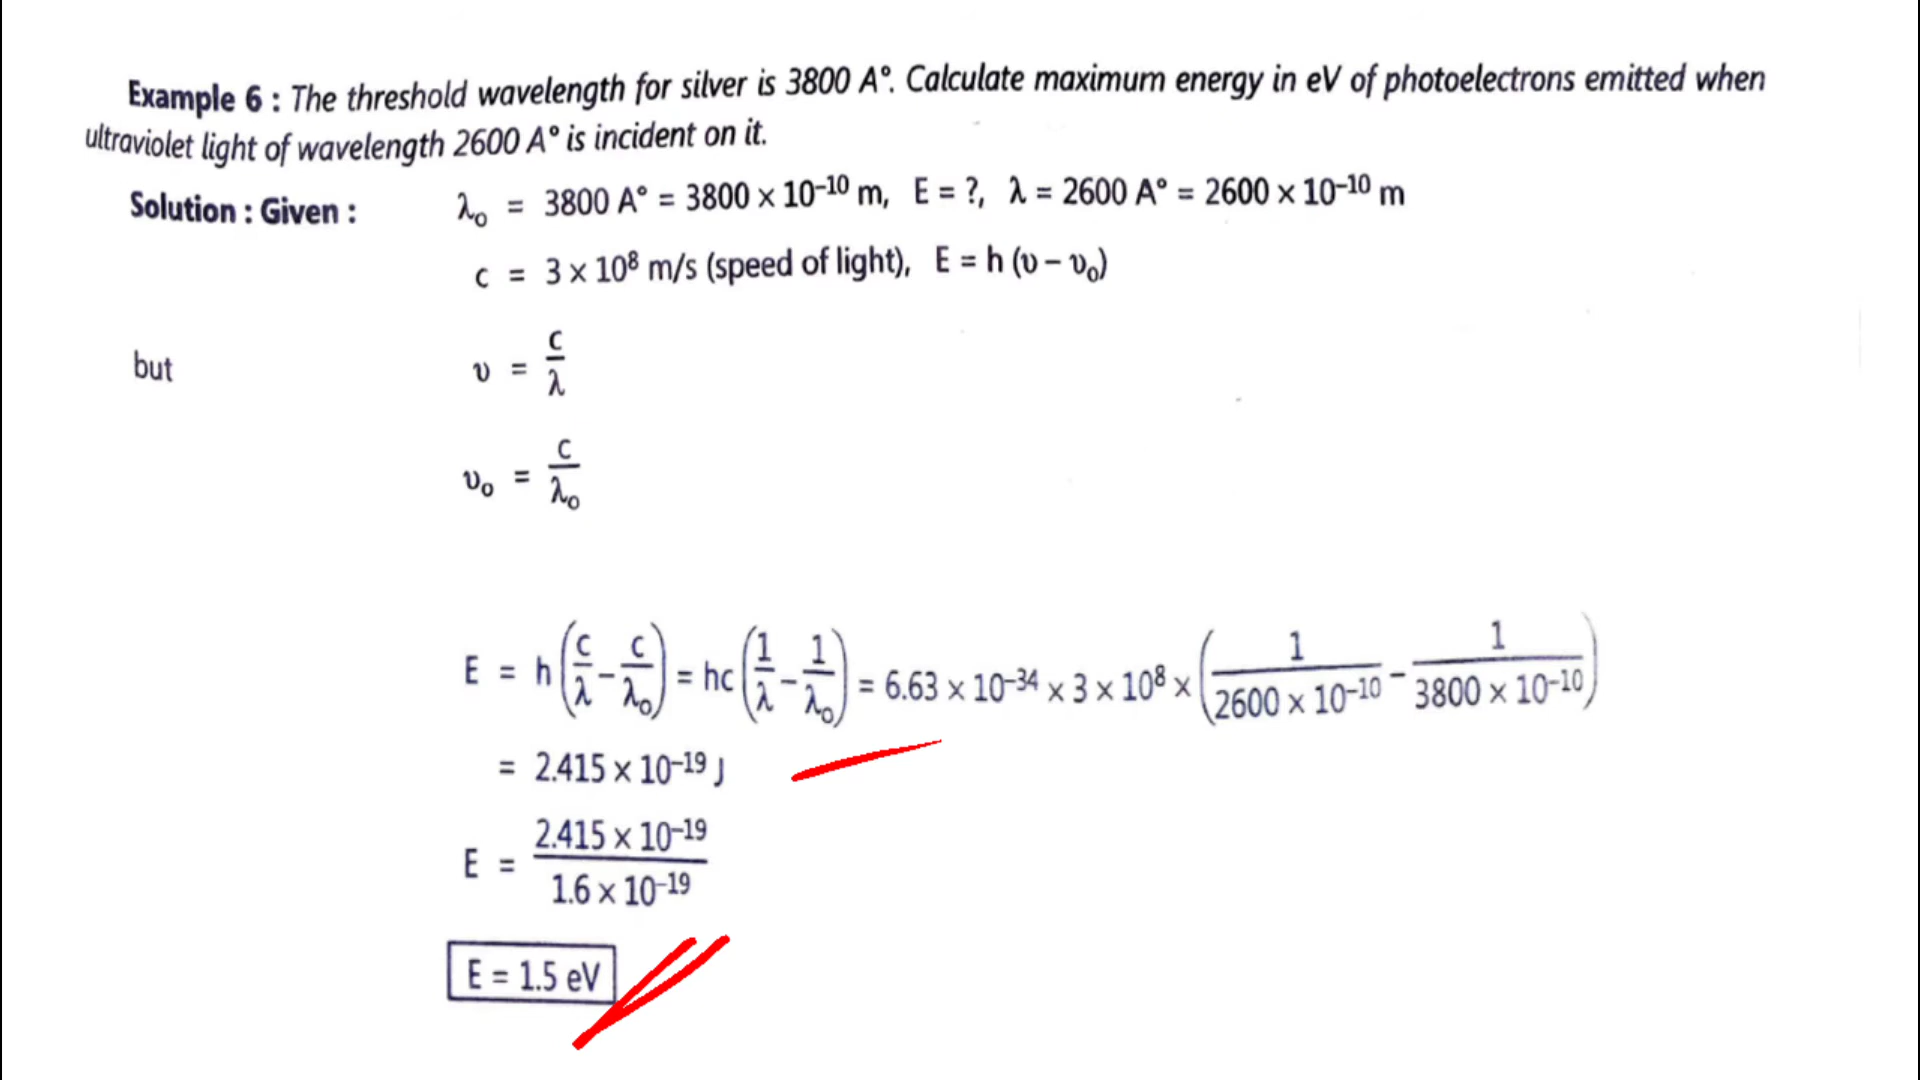 Example 6 : The threshold wavelength for silver is 3800 A°. Calculate maximum energy in eV of photoelectrons emitted when
ultraviolet light of wavelength 2600 A° is incident on it.
Solution : Given : λ₀ = 3800 A° = 3800 × 10⁻¹⁰ m, E = ?, λ = 2600 A° = 2600 × 10⁻¹⁰ m
c = 3 × 10⁸ m/s (speed of light), E = h (υ – υ₀)
but υ = c/λ
υ₀ = c/λ₀
E = h(c/λ – c/λ₀) = hc(1/λ – 1/λ₀) = 6.63 × 10⁻³⁴ × 3 × 10⁸ × (1/(2600 × 10⁻¹⁰) – 1/(3800 × 10⁻¹⁰))
= 2.415 × 10⁻¹⁹ J
E = (2.415 × 10⁻¹⁹)/(1.6 × 10⁻¹⁹)
E = 1.5 eV